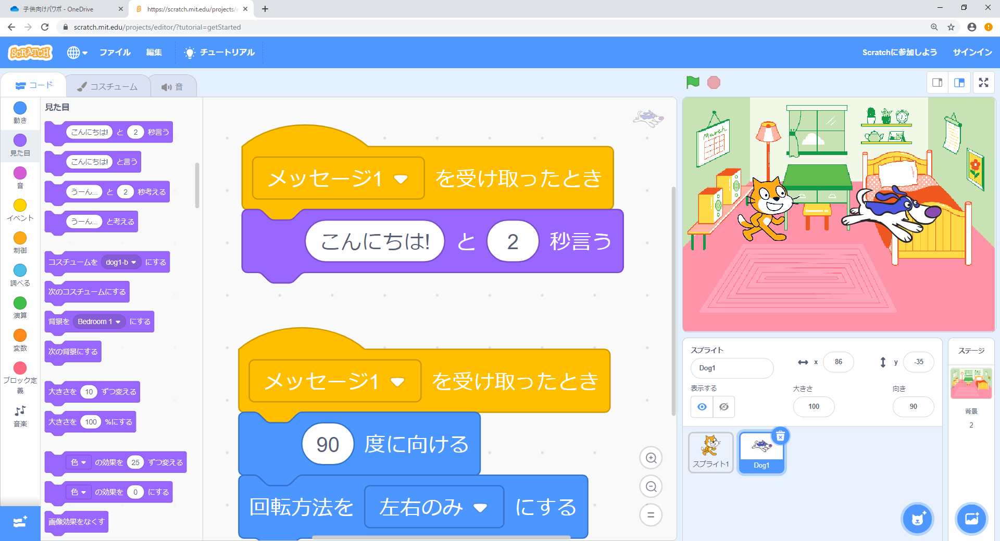 子供向けパワポ - OneDrive
https://scratch.mit.edu/projects/e
scratch.mit.edu/projects/editor/?tutorial=getStarted
SCRATCH
ファイル
編集
チュートリアル
Scratchに参加しよう
サインイン
コード
コスチューム
音
動き
見た目
音
イベント
制御
調べる
演算
変数
ブロック定
義
音楽
見た目
こんにちは! と 2 秒言う
こんにちは! と言う
うーん... と 2 秒考える
うーん... と考える
コスチュームを dog1-b にする
次のコスチュームにする
背景を Bedroom 1 にする
次の背景にする
大きさを 10 ずつ変える
大きさを 100 %にする
色 の効果を 25 ずつ変える
色 の効果を 0 にする
画像効果をなくす
メッセージ1 を受け取ったとき
こんにちは! と 2 秒言う
メッセージ1 を受け取ったとき
90 度に向ける
回転方法を 左右のみ にする
March
スプライト
Dog1
x 86
y -35
表示する
大きさ
100
向き
90
スプライト1
Dog1
ステージ
背景
2